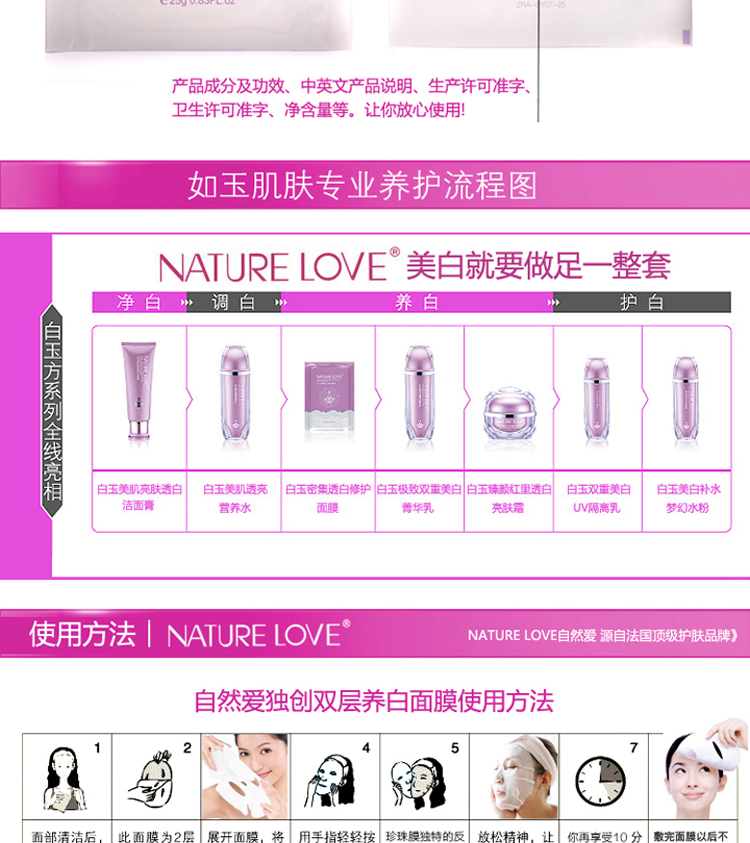 ℮25g 0.83FL.oz
ZRA-BY07-25
产品成分及功效、中英文产品说明、生产许可准字、
卫生许可准字、净含量等。让你放心使用!
如玉肌肤专业养护流程图
NATURE LOVE® 美白就要做足一整套
净 白
调 白
养 白
护 白
白玉方系列全线亮相
白玉美肌亮肤透白
洁面膏
白玉美肌透亮
营养水
白玉密集透白修护
面膜
白玉极致双重美白
菁华乳
白玉臻颜红里透白
亮肤霜
白玉双重美白
UV隔离乳
白玉美白补水
梦幻水粉
使用方法 | NATURE LOVE®
NATURE LOVE自然爱 源自法国顶级护肤品牌》
自然爱独创双层养白面膜使用方法
1
2
4
5
7
面部清洁后,
此面膜为2层
展开面膜，将
用手指轻轻按
珍珠膜独特的反
放松精神，让
你再享受10 分
敷完面膜以后不